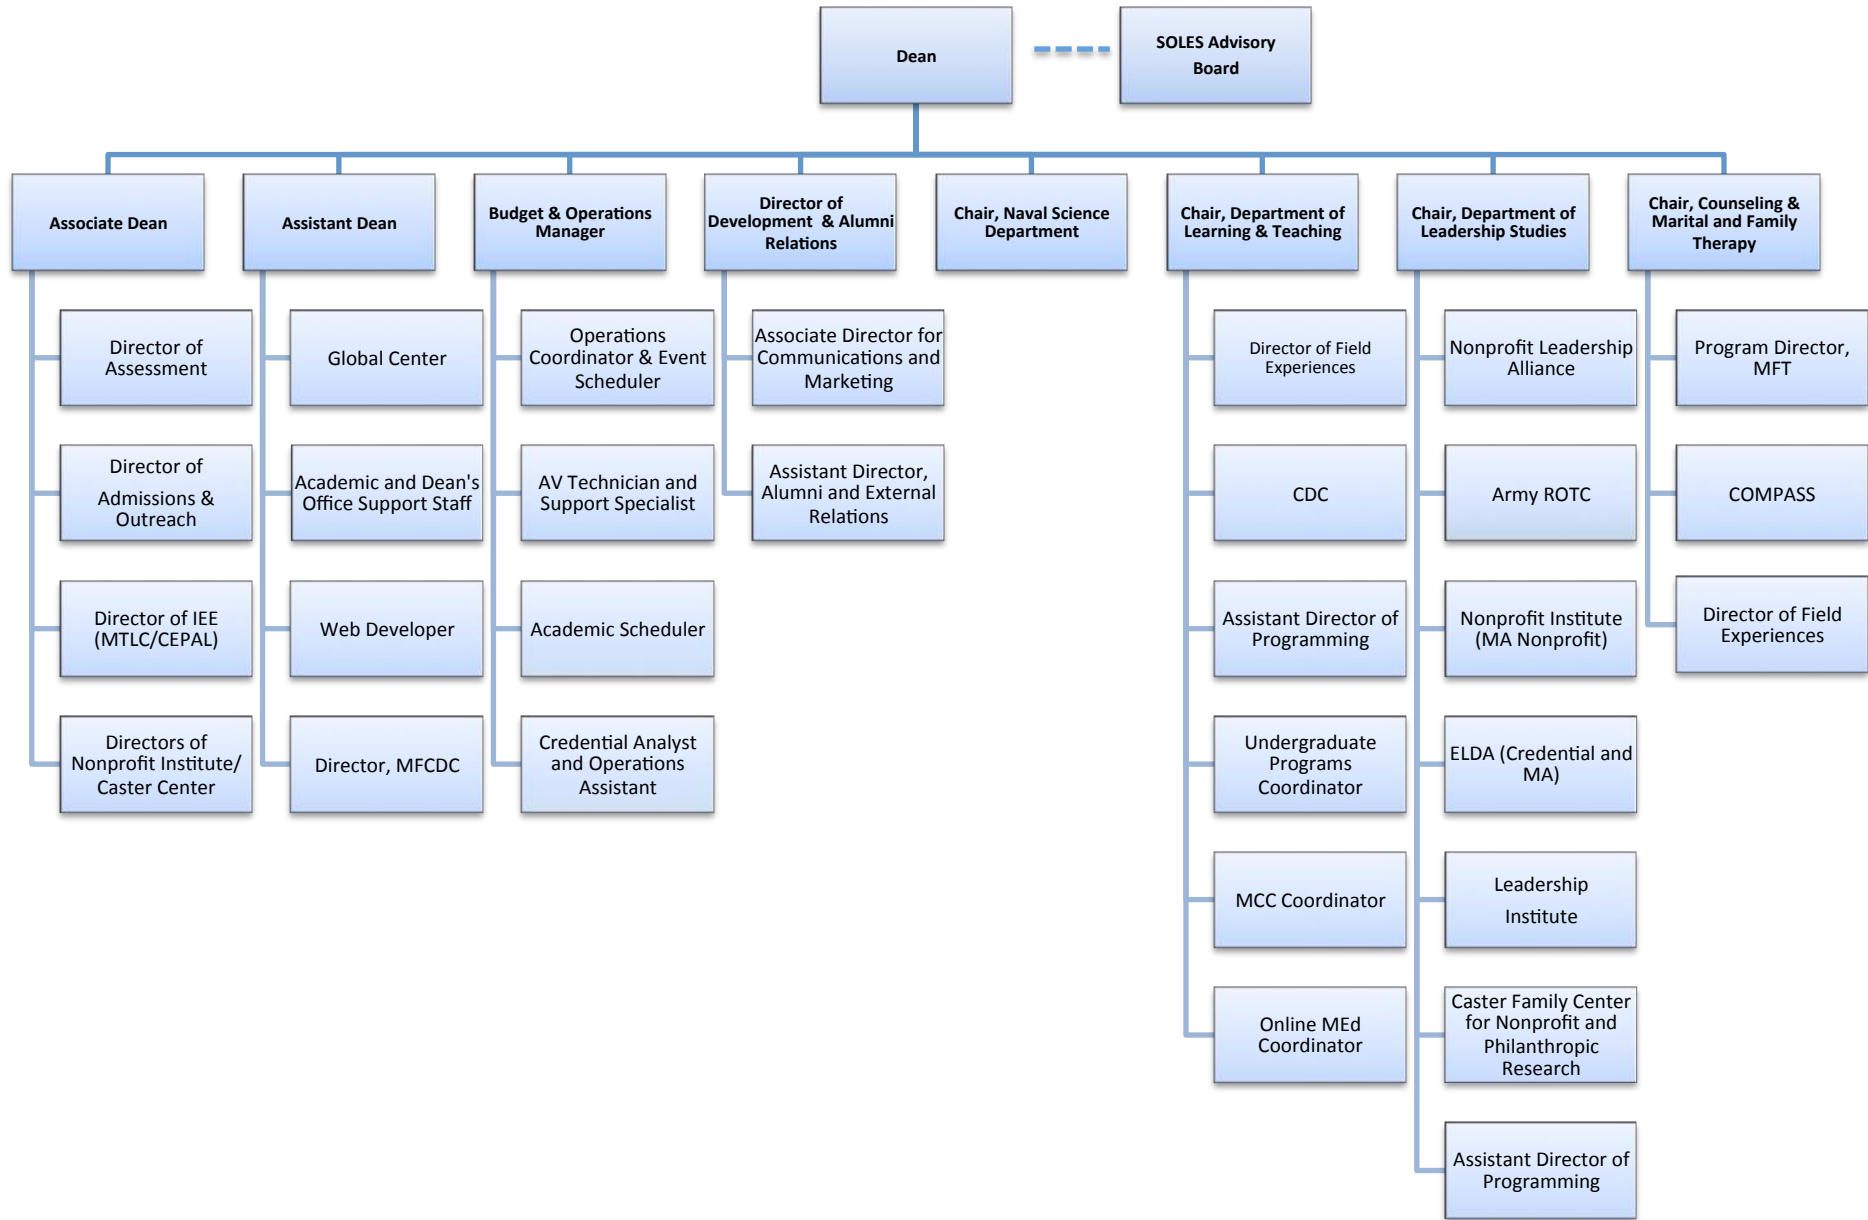 Dean
SOLES Advisory
Board
Associate Dean
Assistant Dean
Budget & Operations
Manager
Director of
Development & Alumni
Relations
Chair, Naval Science
Department
Chair, Department of
Learning & Teaching
Chair, Department of
Leadership Studies
Chair, Counseling &
Marital and Family
Therapy
Director of
Assessment
Director of
Admissions &
Outreach
Director of IEE
(MTLC/CEPAL)
Directors of
Nonprofit Institute/
Caster Center
Global Center
Academic and Dean's
Office Support Staff
Web Developer
Director, MFCDC
Operations
Coordinator & Event
Scheduler
AV Technician and
Support Specialist
Academic Scheduler
Credential Analyst
and Operations
Assistant
Associate Director for
Communications and
Marketing
Assistant Director,
Alumni and External
Relations
Director of Field
Experiences
CDC
Assistant Director of
Programming
Undergraduate
Programs
Coordinator
MCC Coordinator
Online MEd
Coordinator
Nonprofit Leadership
Alliance
Army ROTC
Nonprofit Institute
(MA Nonprofit)
ELDA (Credential and
MA)
Leadership
Institute
Caster Family Center
for Nonprofit and
Philanthropic
Research
Assistant Director of
Programming
Program Director,
MFT
COMPASS
Director of Field
Experiences